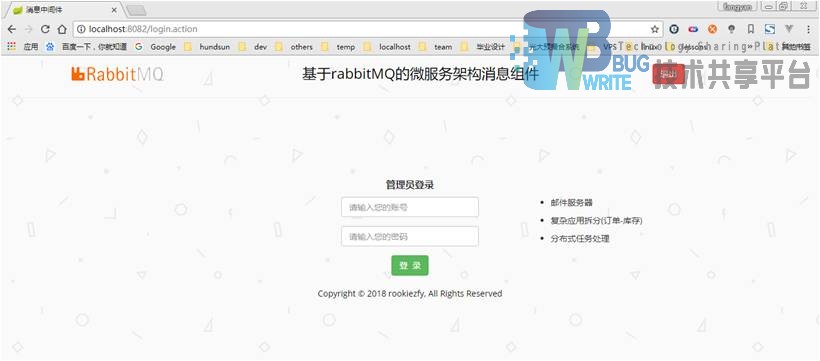 消息中间件
fangyan
localhost:8082/login.action
应用 百度一下，你就知道 Google hundsun dev others temp localhost team 毕业设计 光大预聚合系统 VPS linux lessons 其他书签
WB BUG WRITE Technology Sharing Platform 技术共享平台
RabbitMQ 基于rabbitMQ的微服务架构消息组件
管理员登录
请输入您的账号
请输入您的密码
登 录
邮件服务器
复杂应用拆分(订单-库存)
分布式任务处理
Copyright © 2018 rookiezfy, All Rights Reserved